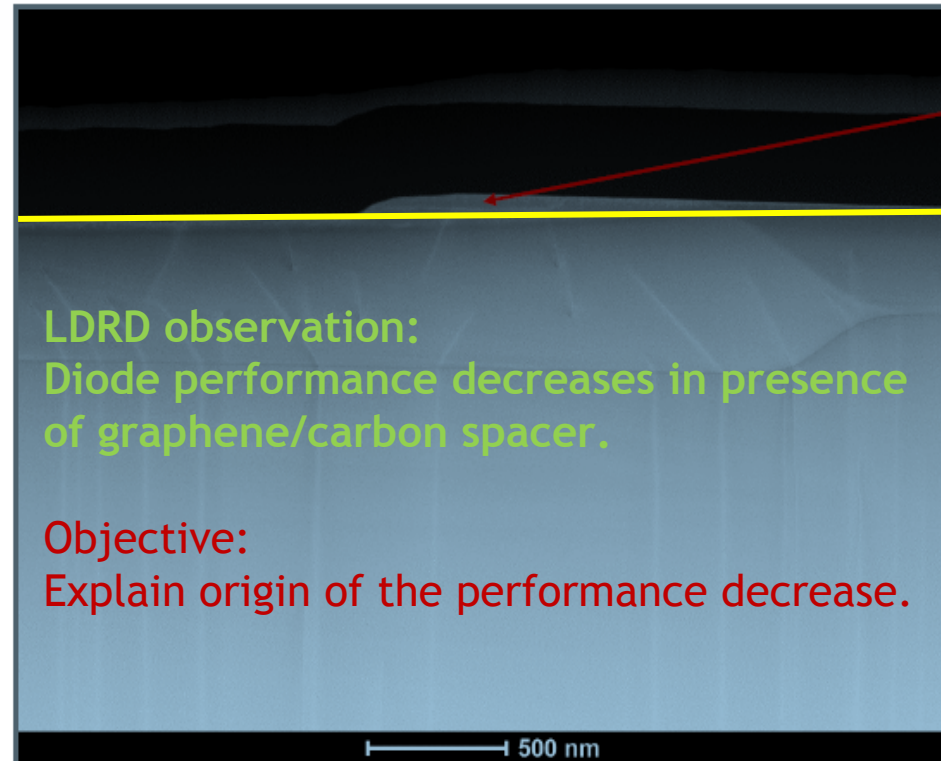 LDRD observation:
Diode performance decreases in presence
of graphene/carbon spacer.
Objective:
Explain origin of the performance decrease.
500 nm